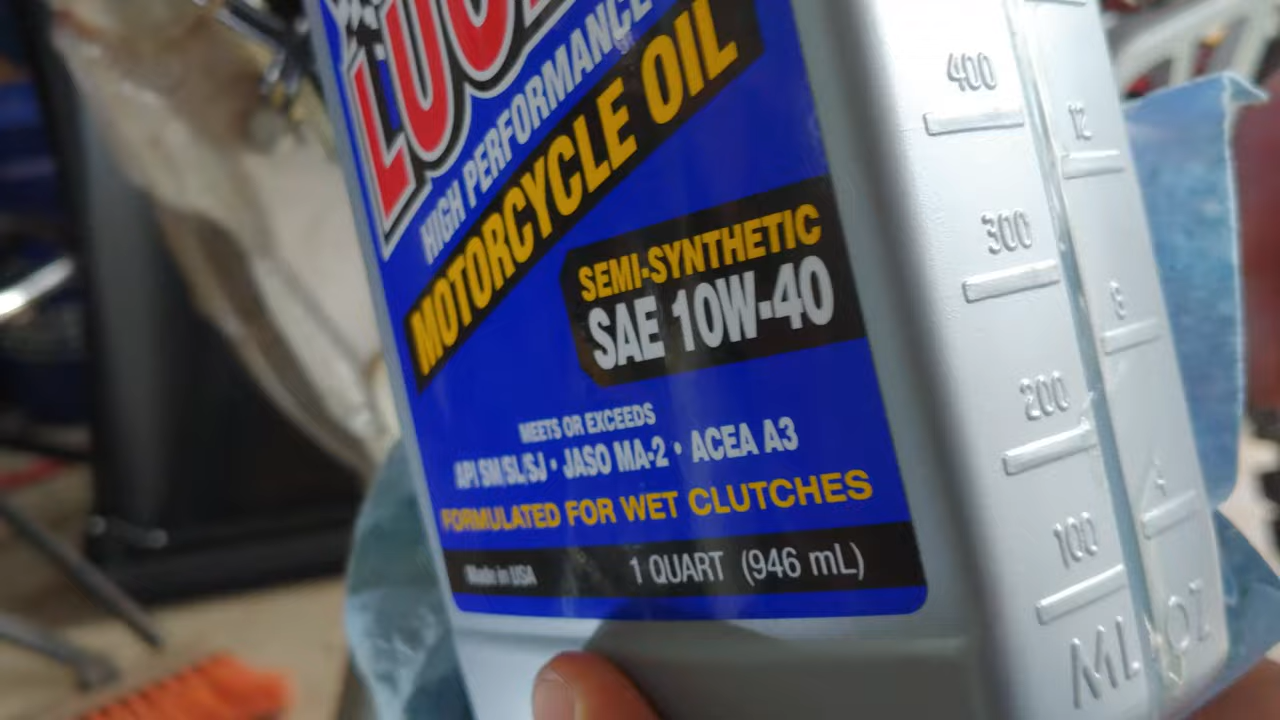 HIGH PERFORMANCE
MOTORCYCLE OIL
SEMI-SYNTHETIC
SAE 10W-40
MEETS OR EXCEEDS
API SM/SL/SJ • JASO MA-2 • ACEA A3
FORMULATED FOR WET CLUTCHES
Made in USA
1 QUART (946 mL)
400
300
200
100
ML
12
8
4
OZ